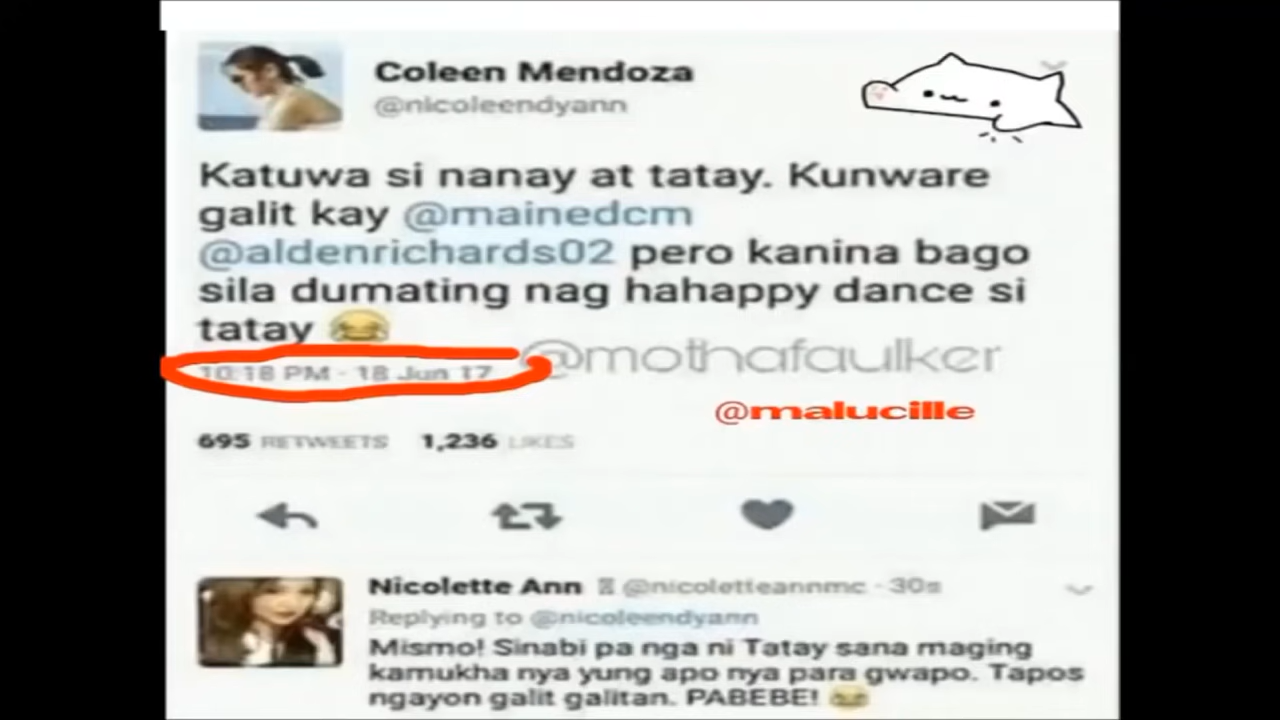 Coleen Mendoza
@nicoleendyann
Katuwa si nanay at tatay. Kunware
galit kay @mainedcm
@aldenrichards02 pero kanina bago
sila dumating nag hahappy dance si
tatay 😂
@mothafaulker
10:18 PM · 18 Jun 17
@malucille
695 RETWEETS 1,236 LIKES
Nicolette Ann @nicoletteannmc · 30s
Replying to @nicoleendyann
Mismo! Sinabi pa nga ni Tatay sana maging
kamukha nya yung apo nya para gwapo. Tapos
ngayon galit galitan. PABEBE! 😂